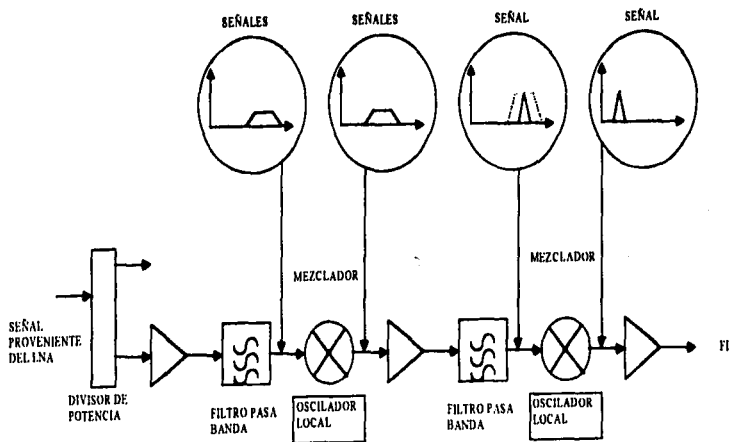 SEÑALES
SEÑALES
SEÑAL
SEÑAL
MEZCLADOR
MEZCLADOR
SEÑAL
PROVENIENTE
DEL LNA
DIVISOR DE
POTENCIA
FILTRO PASA
BANDA
OSCILADOR
LOCAL
FILTRO PASA
BANDA
OSCILADOR
LOCAL
FI